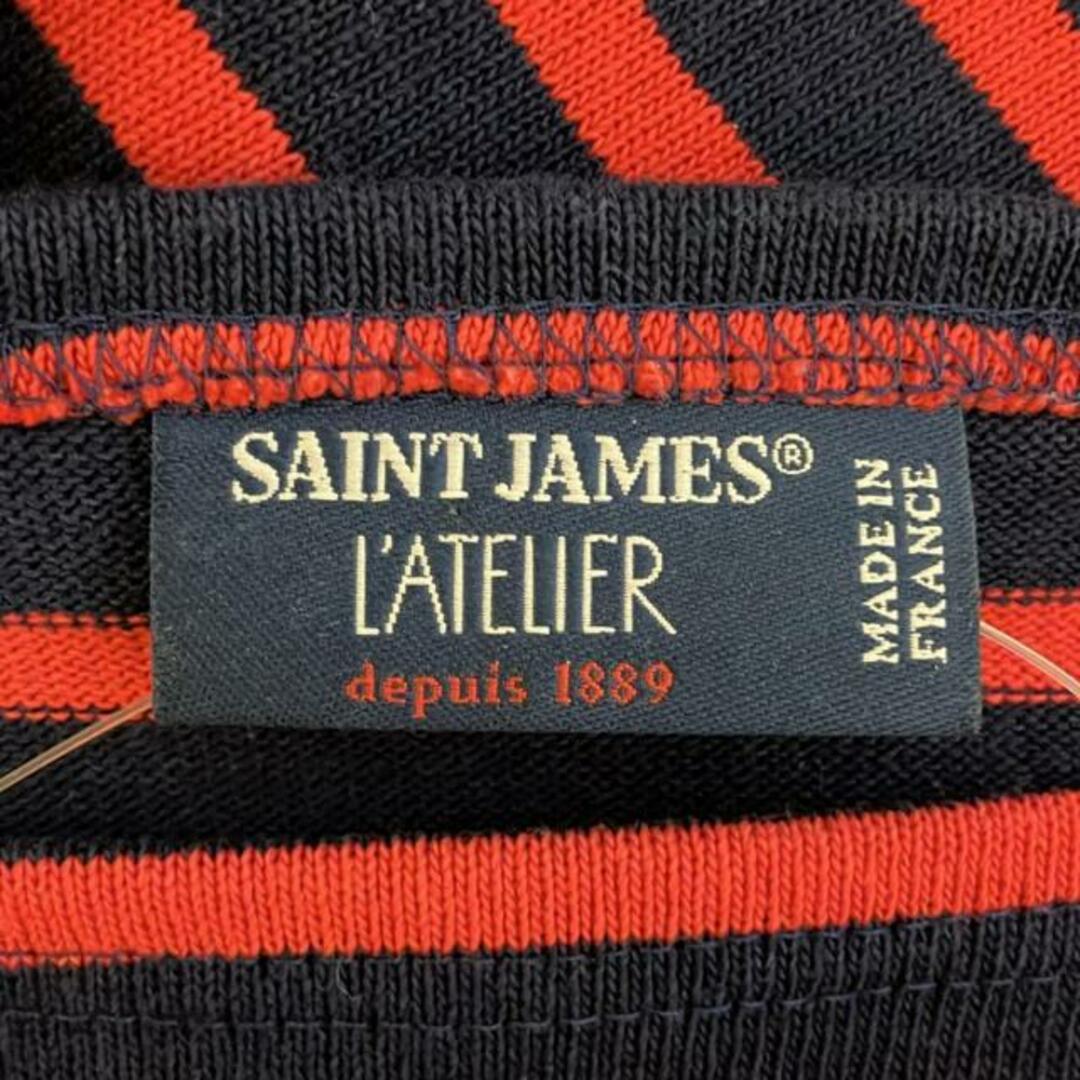 SAINT JAMES®
L'ATELIER
depuis 1889
MADE IN
FRANCE